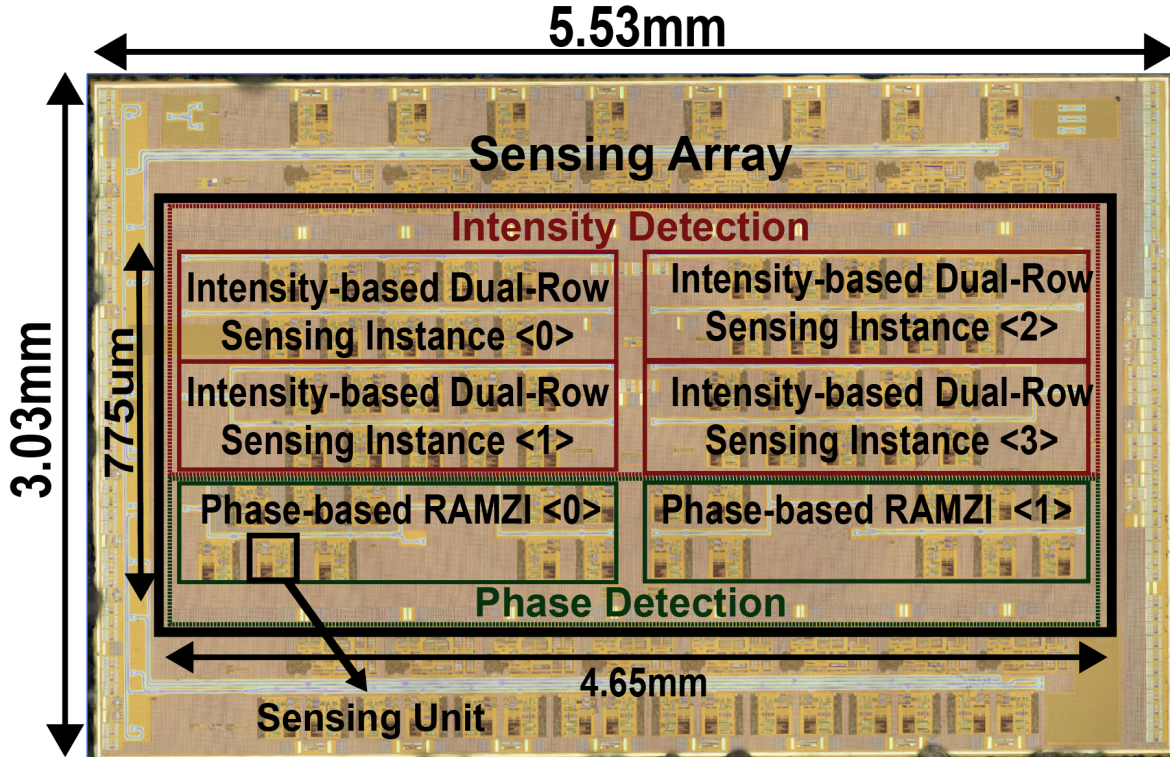 5.53mm
3.03mm
Sensing Array
Intensity Detection
775um
Intensity-based Dual-Row
Sensing Instance <0>
Intensity-based Dual-Row
Sensing Instance <2>
Intensity-based Dual-Row
Sensing Instance <1>
Intensity-based Dual-Row
Sensing Instance <3>
Phase-based RAMZI <0>
Phase-based RAMZI <1>
Phase Detection
4.65mm
Sensing Unit